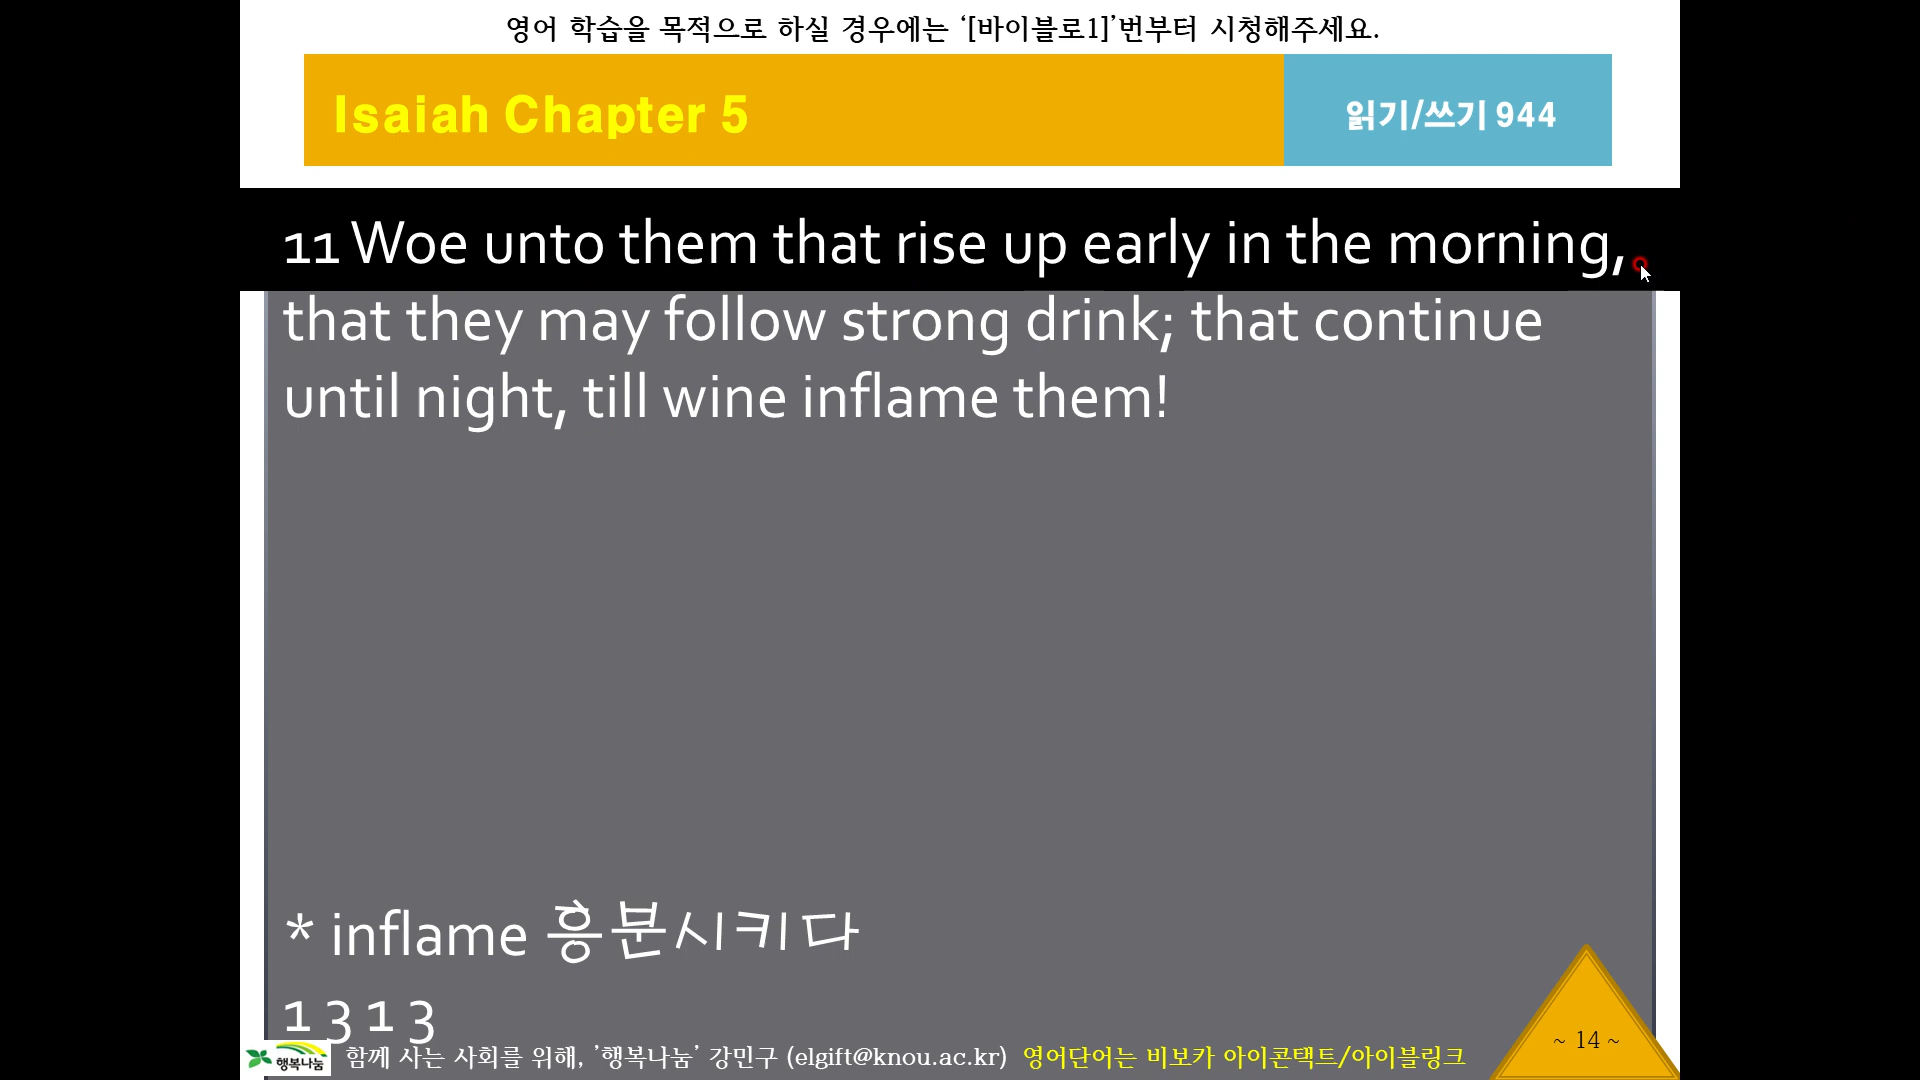 영어 학습을 목적으로 하실 경우에는 ‘[바이블로1]’번부터 시청해주세요.
Isaiah Chapter 5
읽기/쓰기 944
11 Woe unto them that rise up early in the morning,
that they may follow strong drink; that continue
until night, till wine inflame them!
* inflame 흥분시키다
1 3 1 3
행복나눔
함께 사는 사회를 위해, ’행복나눔’ 강민구 (elgift@knou.ac.kr) 영어단어는 비보카 아이콘택트/아이블링크
~ 14 ~